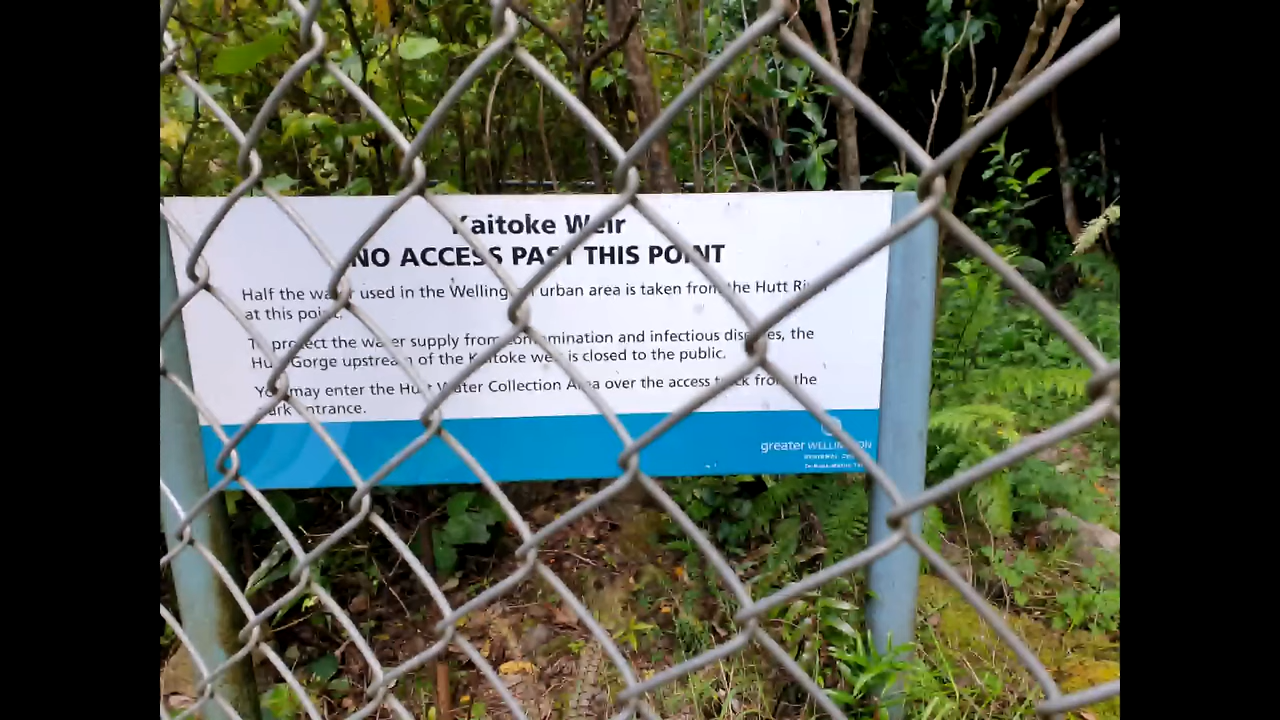 Kaitoke Weir
NO ACCESS PAST THIS POINT
Half the water used in the Wellington urban area is taken from the Hutt River
at this point.
To protect the water supply from contamination and infectious diseases, the
Hutt Gorge upstream of the Kaitoke weir is closed to the public.
You may enter the Hutt Water Collection Area over the access track from the
park entrance.
greater WELLINGTON
REGIONAL COUNCIL